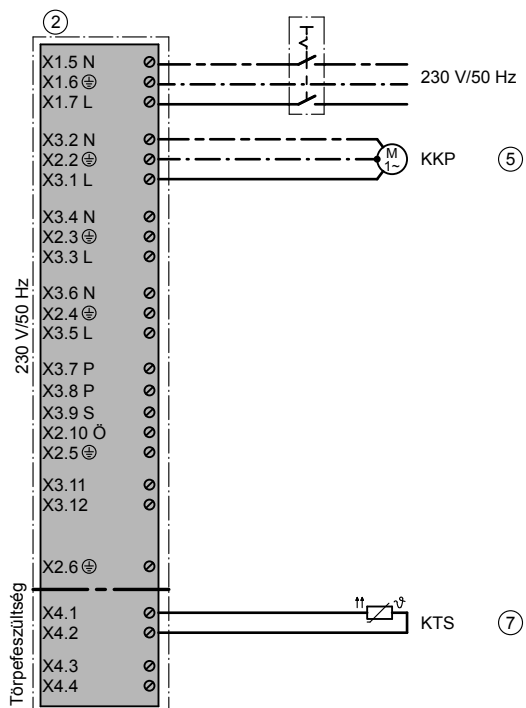 2
X1.5 N
X1.6 ⏚
X1.7 L
230 V/50 Hz
X3.2 N
X2.2 ⏚
X3.1 L
M
1~
KKP
5
X3.4 N
X2.3 ⏚
X3.3 L
X3.6 N
X2.4 ⏚
X3.5 L
230 V/50 Hz
X3.7 P
X3.8 P
X3.9 S
X2.10 Ö
X2.5 ⏚
X3.11
X3.12
X2.6 ⏚
Törpefeszültség
X4.1
X4.2
ϑ
KTS
7
X4.3
X4.4